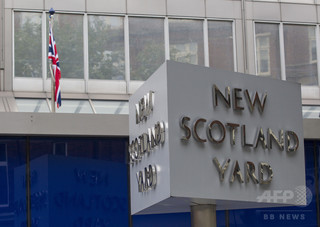 NEW
SCOTLAND
YARD
NEW
SCOTLAND
YARD
AFP
BB NEWS